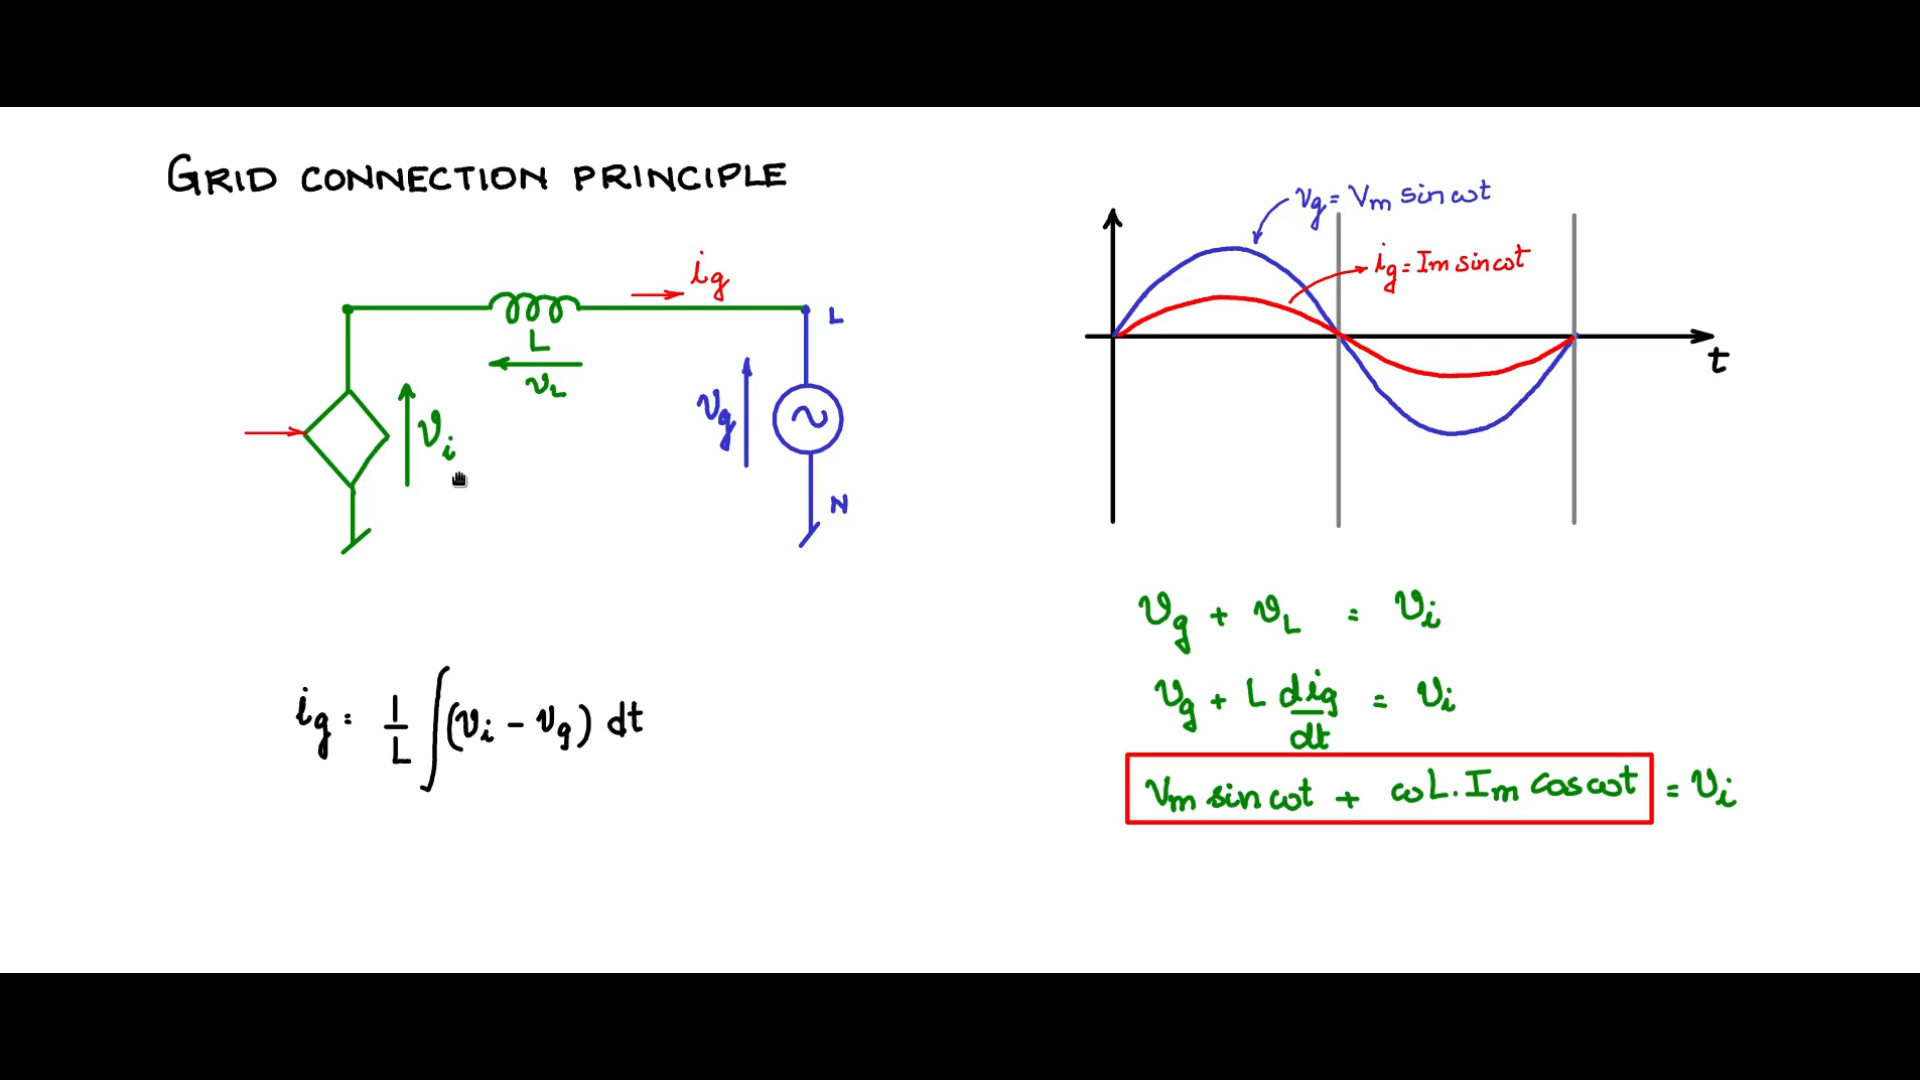 GRID CONNECTION PRINCIPLE
vg = Vm sin ωt
ig = Im sin ωt
ig
L
L
vL
vi
vg
N
t
vg + vL = vi
vg + L dig/dt = vi
Vm sin ωt + ωL. Im cos ωt = vi
ig = 1/L ∫(vi - vg) dt